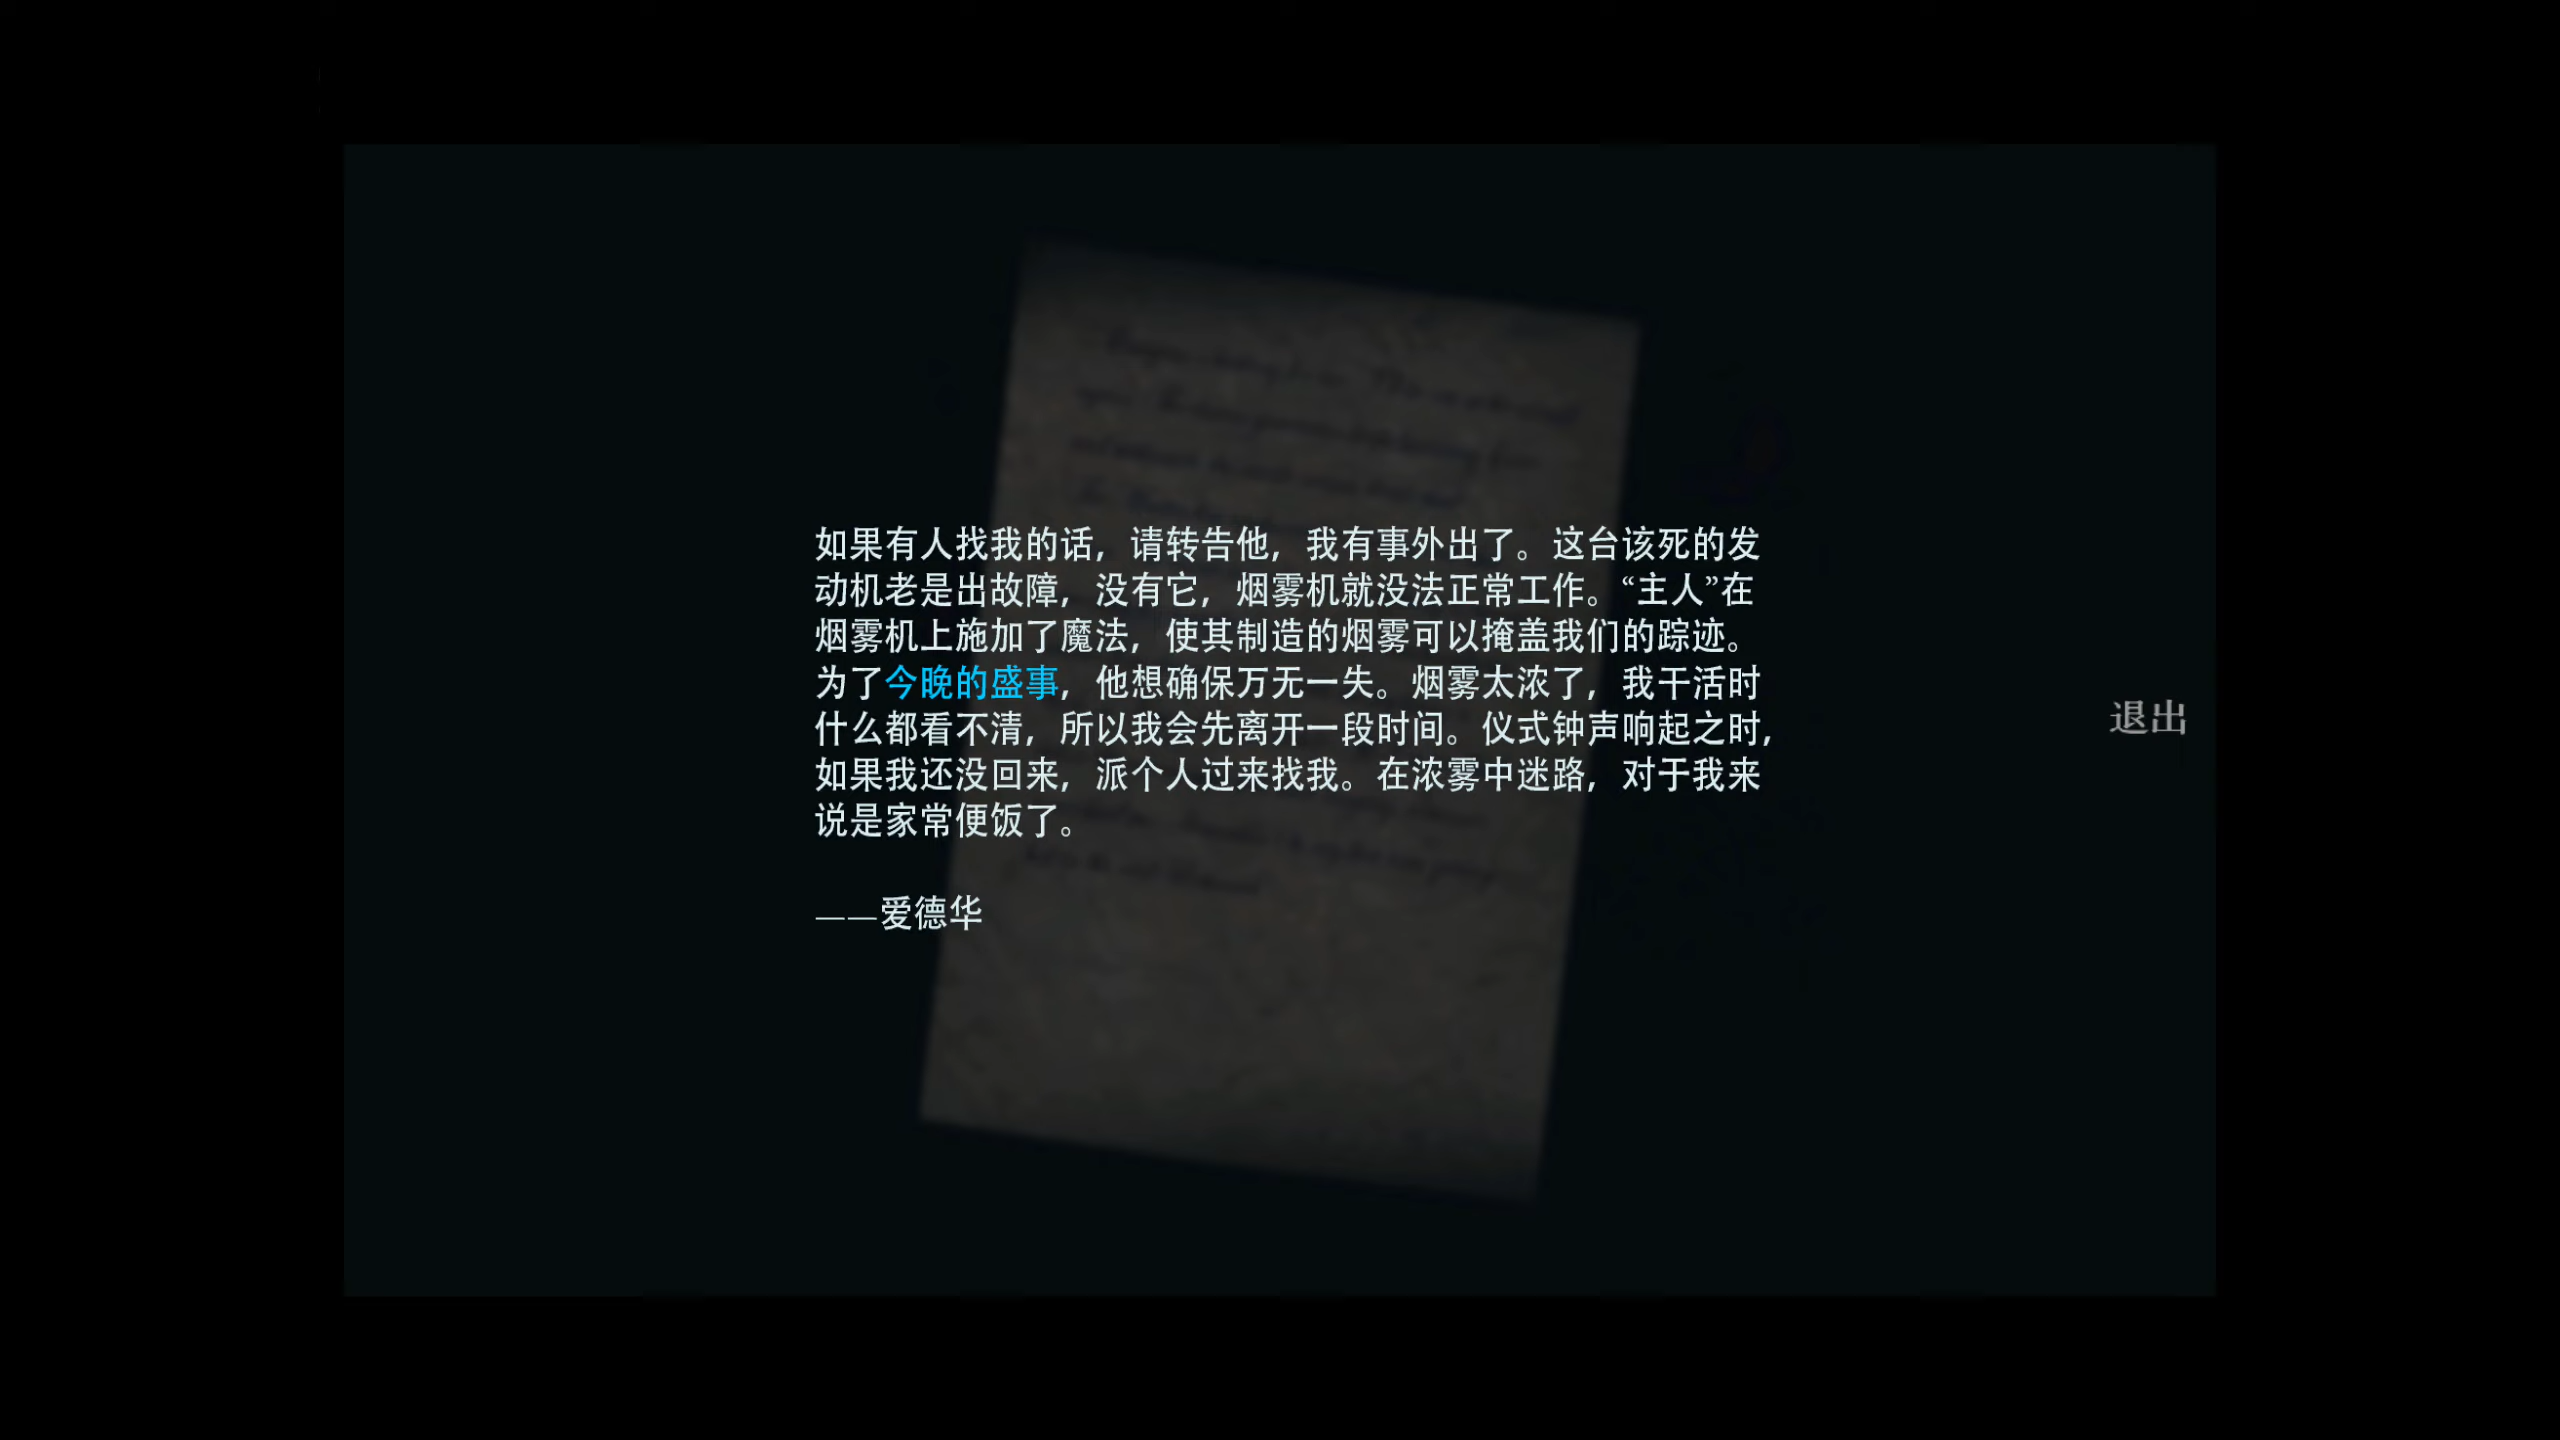 如果有人找我的话，请转告他，我有事外出了。这台该死的发
动机老是出故障，没有它，烟雾机就没法正常工作。“主人”在
烟雾机上施加了魔法，使其制造的烟雾可以掩盖我们的踪迹。
为了今晚的盛事，他想确保万无一失。烟雾太浓了，我干活时
什么都看不清，所以我会先离开一段时间。仪式钟声响起之时，
如果我还没回来，派个人过来找我。在浓雾中迷路，对于我来
说是家常便饭了。
——爱德华
退出